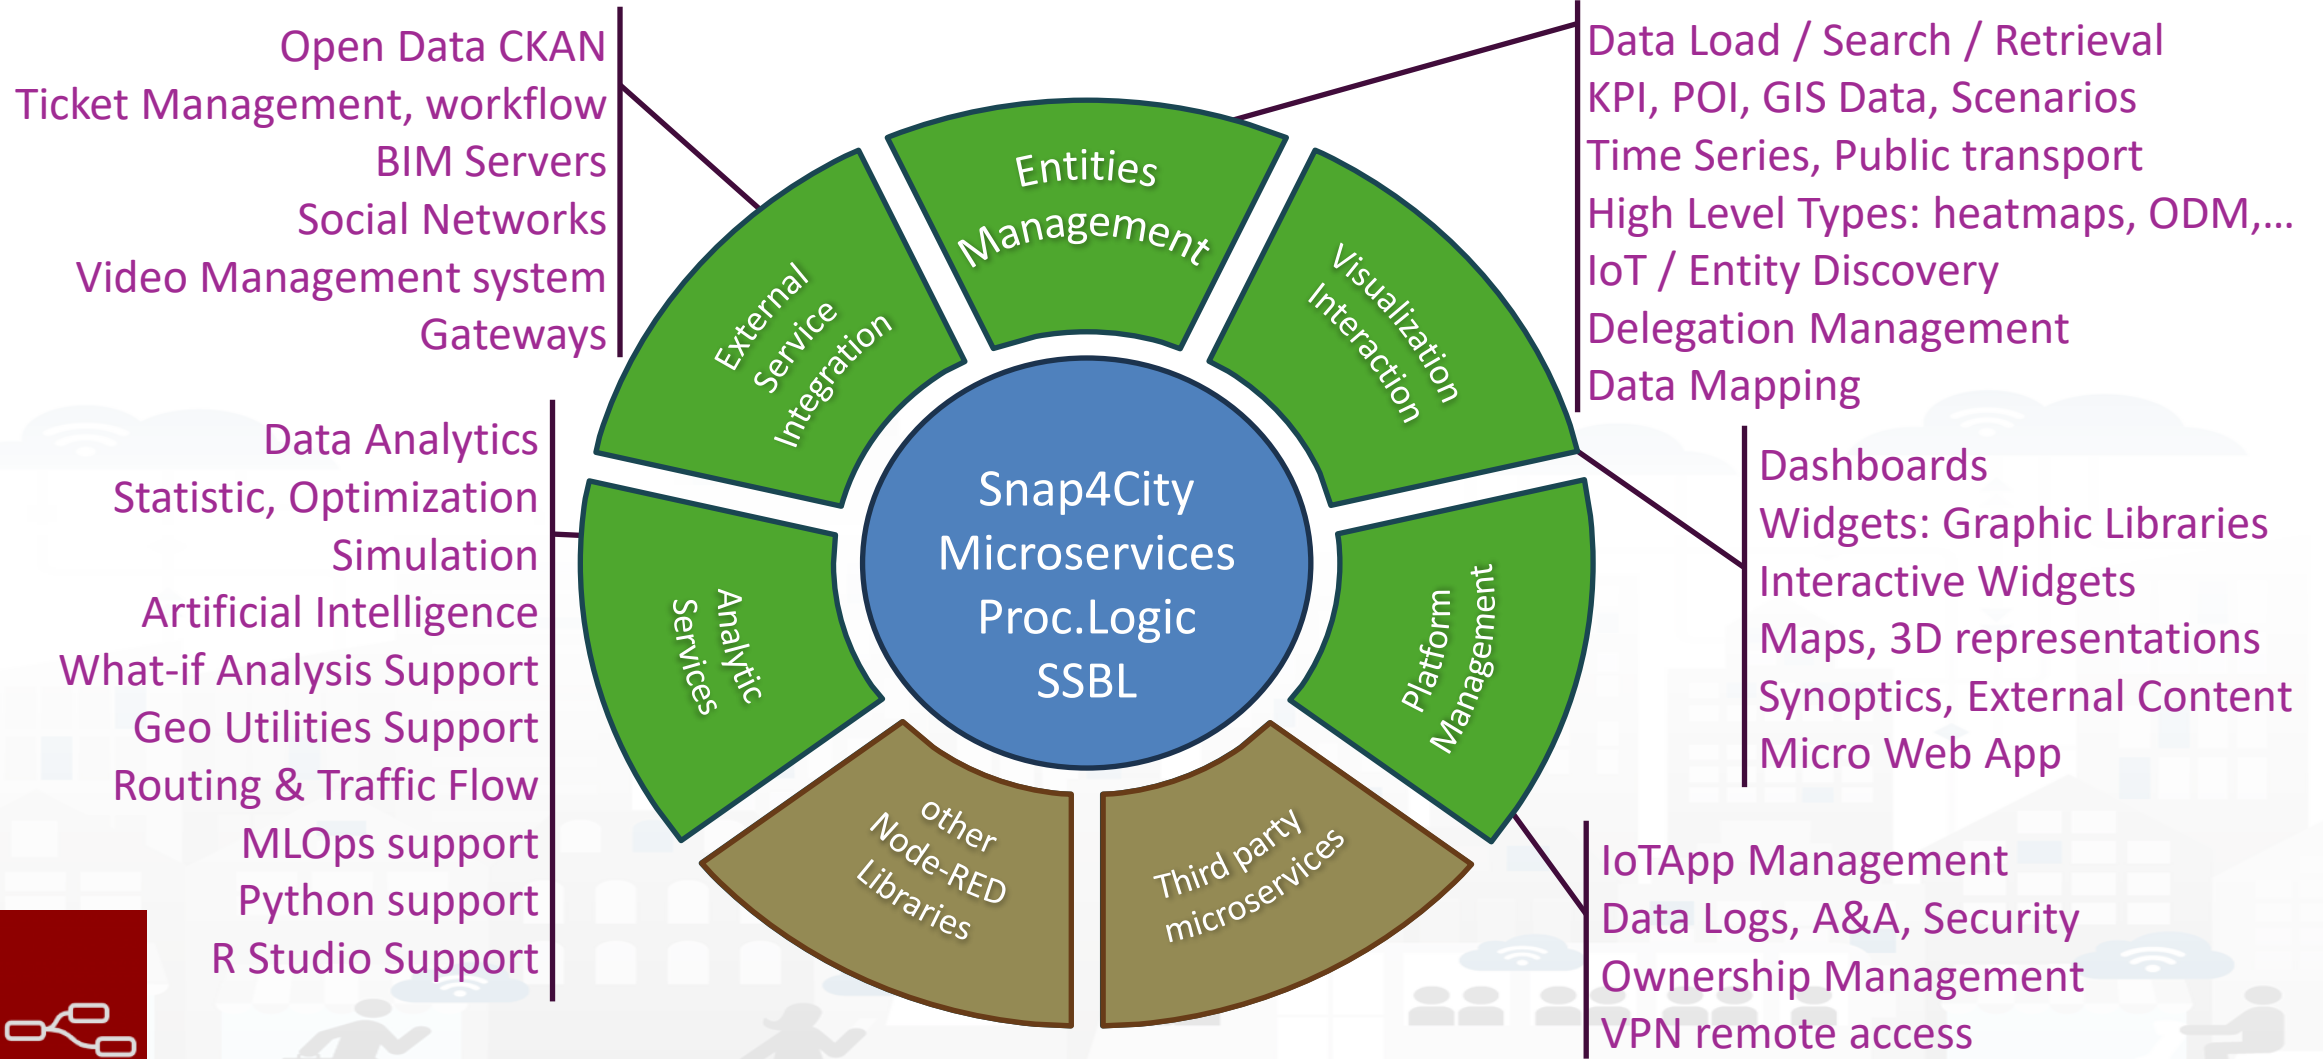 Open Data CKAN
Ticket Management, workflow
BIM Servers
Social Networks
Video Management system
Gateways
Data Analytics
Statistic, Optimization
Simulation
Artificial Intelligence
What-if Analysis Support
Geo Utilities Support
Routing & Traffic Flow
MLOps support
Python support
R Studio Support
Entities
Management
External
Service
Integration
Visualization
Interaction
Analytic
Services
Platform
Management
other
Node-RED
Libraries
Third party
microservices
Snap4City
Microservices
Proc.Logic
SSBL
Data Load / Search / Retrieval
KPI, POI, GIS Data, Scenarios
Time Series, Public transport
High Level Types: heatmaps, ODM,...
IoT / Entity Discovery
Delegation Management
Data Mapping
Dashboards
Widgets: Graphic Libraries
Interactive Widgets
Maps, 3D representations
Synoptics, External Content
Micro Web App
IoTApp Management
Data Logs, A&A, Security
Ownership Management
VPN remote access